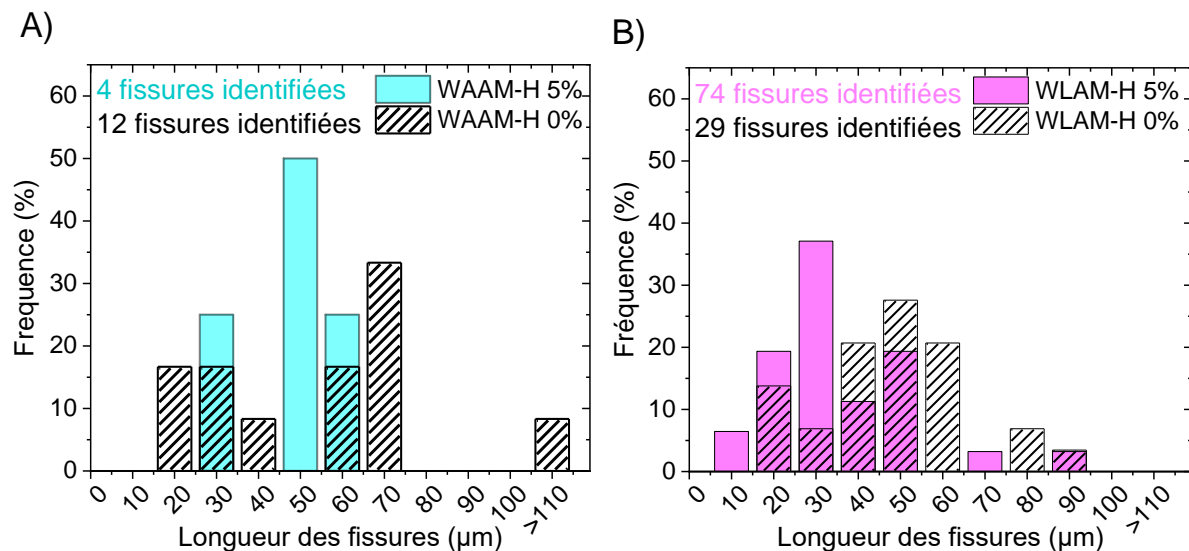 A)
4 fissures identifiées
12 fissures identifiées
WAAM-H 5%
WAAM-H 0%
Frequence (%)
60
50
40
30
20
10
0
0 10 20 30 40 50 60 70 80 90 100 >110
Longueur des fissures (µm)
B)
74 fissures identifiées
29 fissures identifiées
WLAM-H 5%
WLAM-H 0%
Fréquence (%)
60
50
40
30
20
10
0
0 10 20 30 40 50 60 70 80 90 100 >110
Longueur des fissures (µm)